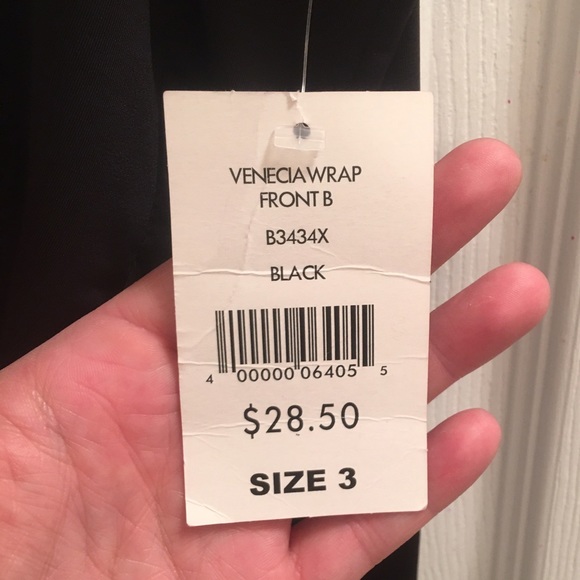 VENECIAWRAP
FRONT B
B3434X
BLACK
4 00000 06405 5
$28.50
SIZE 3